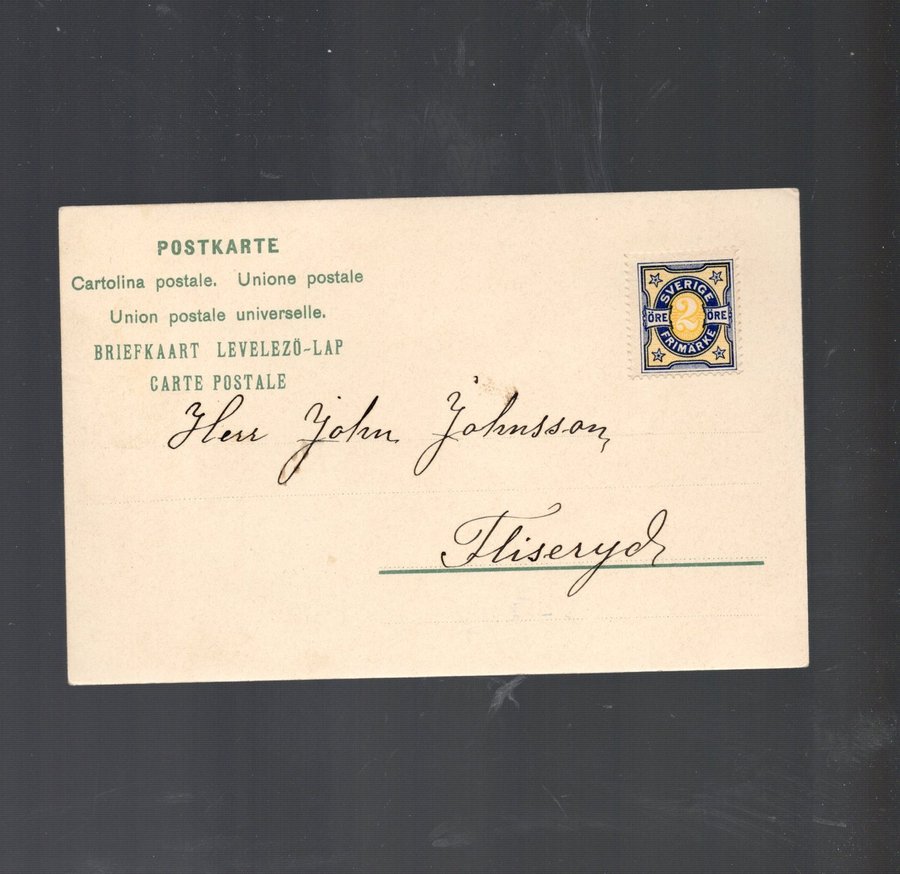 POSTKARTE
Cartolina postale. Unione postale
Union postale universelle.
BRIEFKAART LEVELEZÖ-LAP
CARTE POSTALE
SVERIGE
ÖRE 2 ÖRE
FRIMÄRKE
Herr John Johnsson,
Fliseryd